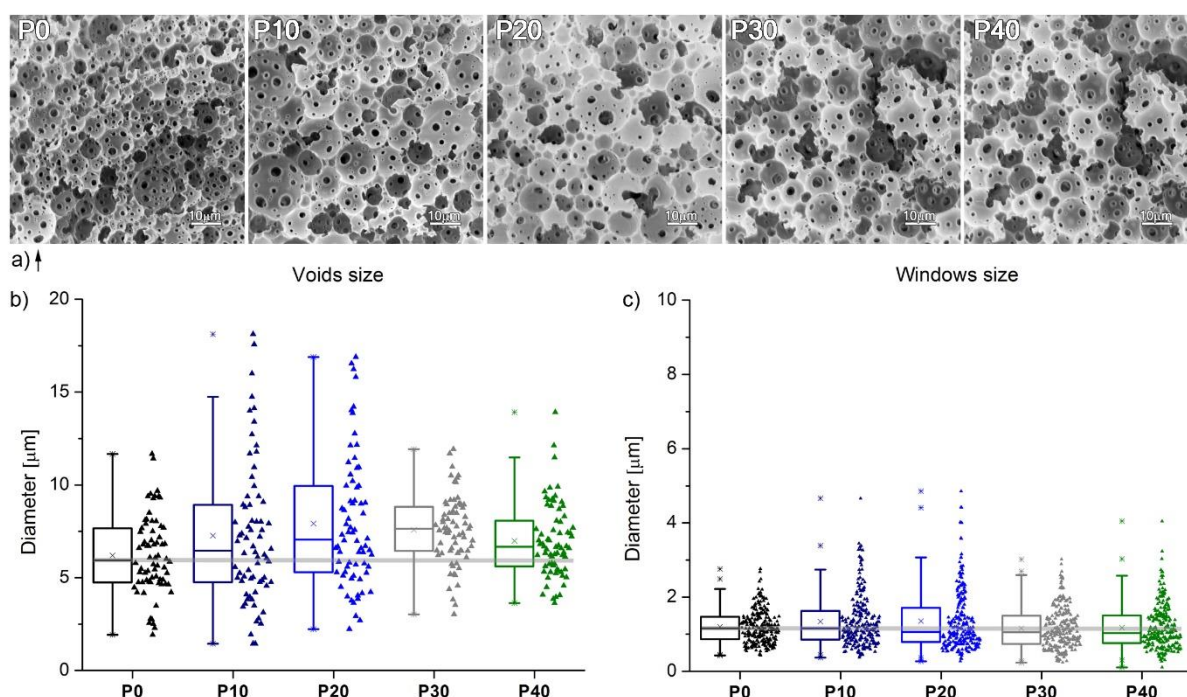 P0 P10 P20 P30 P40
10μm 10μm 10μm 10μm 10μm
a)
Voids size
b)
20
15
10
5
0
Diameter [μm]
P0 P10 P20 P30 P40
Windows size
c)
10
8
6
4
2
0
Diameter [μm]
P0 P10 P20 P30 P40